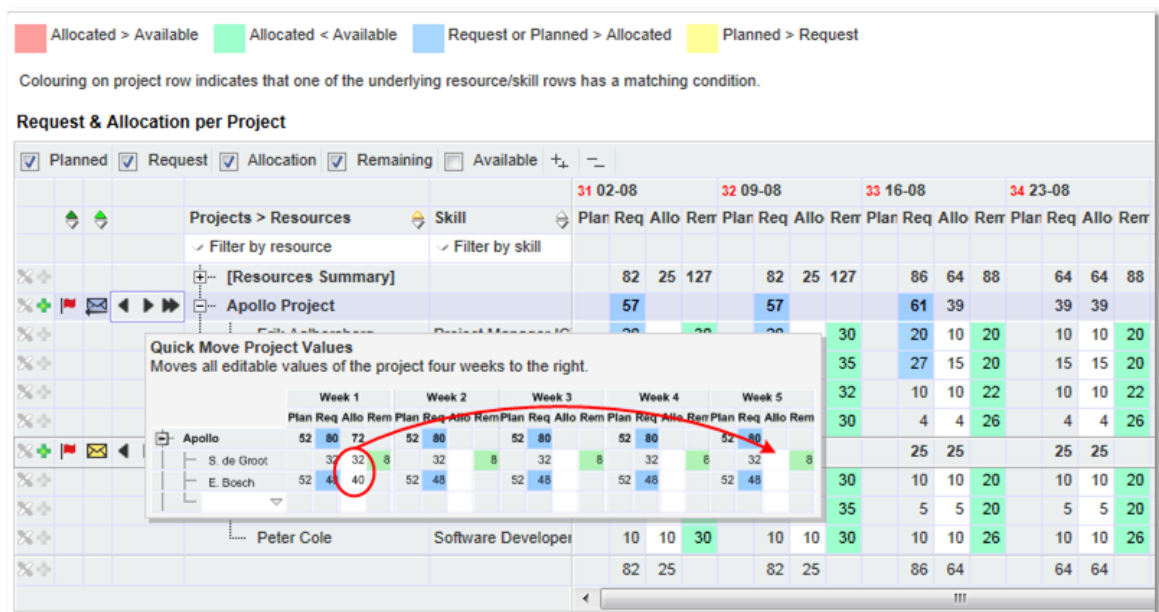 Allocated > Available Allocated < Available Request or Planned > Allocated Planned > Request
Colouring on project row indicates that one of the underlying resource/skill rows has a matching condition.
Request & Allocation per Project
Planned Request Allocation Remaining Available
31 02-08 32 09-08 33 16-08 34 23-08
Projects > Resources Skill Plan Req Allo Rem Plan Req Allo Rem Plan Req Allo Rem Plan Req Allo Rem
Filter by resource Filter by skill
[Resources Summary] 82 25 127 82 25 127 86 64 88 64 64 88
Apollo Project 57 57 61 39 39 39
30 20 10 20 10 10 20
Quick Move Project Values
Moves all editable values of the project four weeks to the right.
35 27 15 20 15 15 20
32 10 10 22 10 10 22
Week 1 Week 2 Week 3 Week 4 Week 5
Plan Req Allo Rem Plan Req Allo Rem Plan Req Allo Rem Plan Req Allo Rem Plan Req Allo Rem
30 4 4 26 4 4 26
Apollo 52 80 72 52 80 52 80 52 80 52 80
25 25 25 25
S. de Groot 32 32 8 32 8 32 8 32 8 32 8
E. Bosch 52 48 40 52 48 52 48 52 48 52 48
30 10 10 20 10 10 20
35 5 5 20 5 5 20
Peter Cole Software Developer 10 10 30 10 10 30 10 10 26 10 10 26
82 25 82 25 86 64 64 64